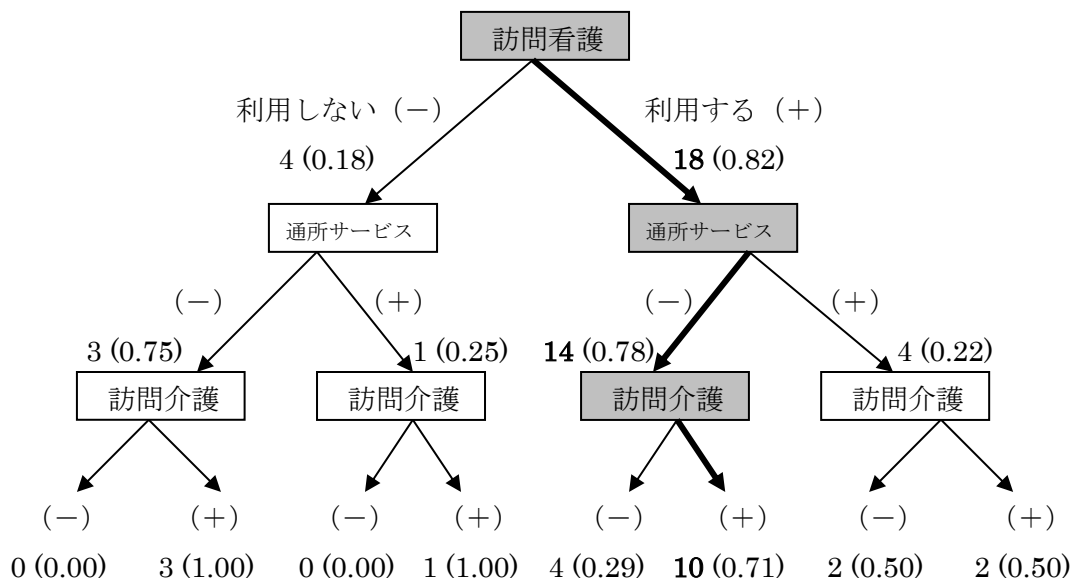 訪問看護
利用しない（−） 利用する（+）
4 (0.18) 18 (0.82)
通所サービス 通所サービス
（−） （+） （−） （+）
3 (0.75) 1 (0.25) 14 (0.78) 4 (0.22)
訪問介護 訪問介護 訪問介護 訪問介護
（−） （+） （−） （+） （−） （+） （−） （+）
0 (0.00) 3 (1.00) 0 (0.00) 1 (1.00) 4 (0.29) 10 (0.71) 2 (0.50) 2 (0.50)